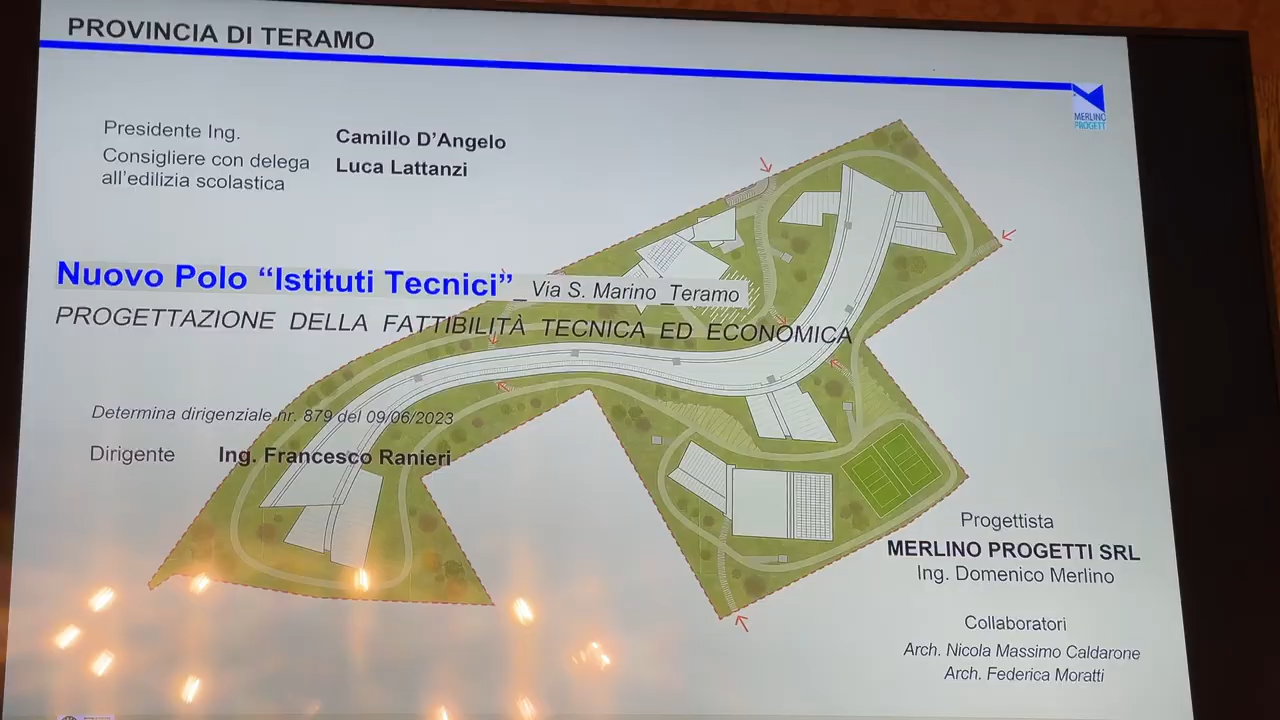 PROVINCIA DI TERAMO
MERLINO
PROGETTI
Presidente Ing. Camillo D'Angelo
Consigliere con delega
all'edilizia scolastica
Luca Lattanzi
Nuovo Polo “Istituti Tecnici”_ Via S. Marino _Teramo
PROGETTAZIONE DELLA FATTIBILITÀ TECNICA ED ECONOMICA
Determina dirigenziale nr. 879 del 09/06/2023
Dirigente Ing. Francesco Ranieri
Progettista
MERLINO PROGETTI SRL
Ing. Domenico Merlino
Collaboratori
Arch. Nicola Massimo Caldarone
Arch. Federica Moratti